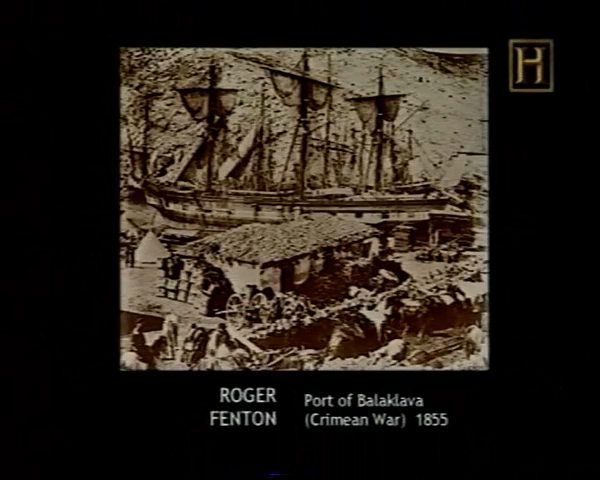 H
ROGER
FENTON
Port of Balaklava
(Crimean War) 1855